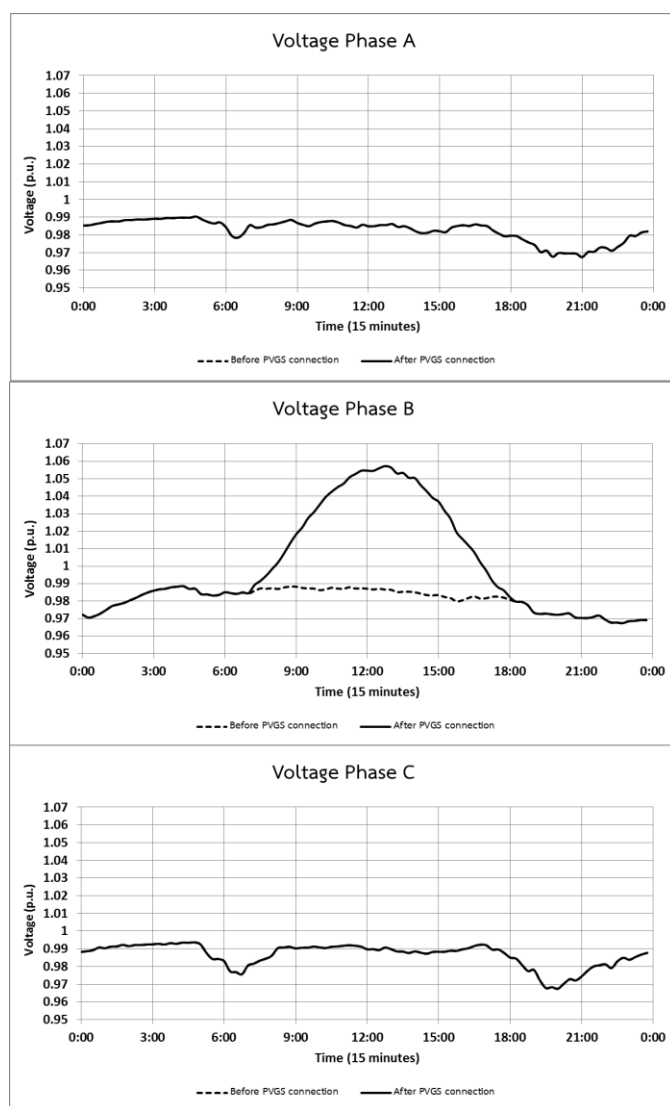 Voltage Phase A
Voltage (p.u.)
1.07
1.06
1.05
1.04
1.03
1.02
1.01
1
0.99
0.98
0.97
0.96
0.95
0:00 3:00 6:00 9:00 12:00 15:00 18:00 21:00 0:00
Time (15 minutes)
Before PVGS connection After PVGS connection
Voltage Phase B
Voltage (p.u.)
1.07
1.06
1.05
1.04
1.03
1.02
1.01
1
0.99
0.98
0.97
0.96
0.95
0:00 3:00 6:00 9:00 12:00 15:00 18:00 21:00 0:00
Time (15 minutes)
Before PVGS connection After PVGS connection
Voltage Phase C
Voltage (p.u.)
1.07
1.06
1.05
1.04
1.03
1.02
1.01
1
0.99
0.98
0.97
0.96
0.95
0:00 3:00 6:00 9:00 12:00 15:00 18:00 21:00 0:00
Time (15 minutes)
Before PVGS connection After PVGS connection